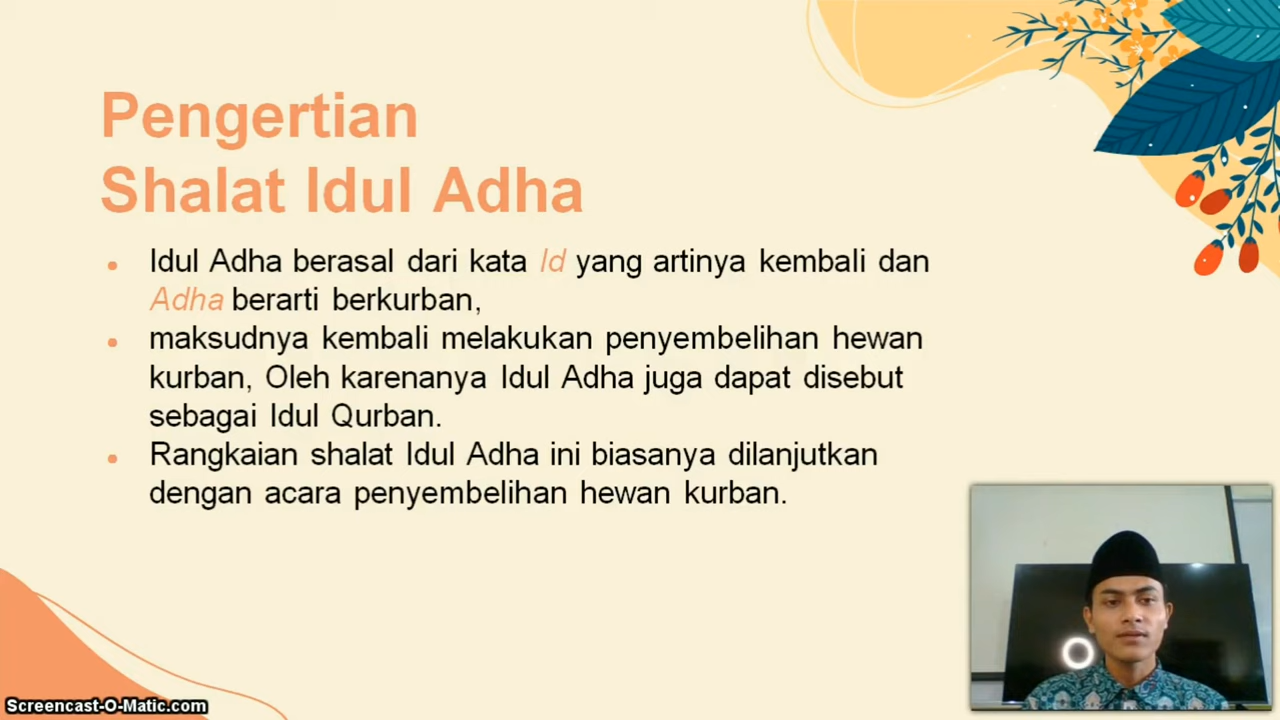 Pengertian
Shalat Idul Adha
Idul Adha berasal dari kata Id yang artinya kembali dan
Adha berarti berkurban,
maksudnya kembali melakukan penyembelihan hewan
kurban, Oleh karenanya Idul Adha juga dapat disebut
sebagai Idul Qurban.
Rangkaian shalat Idul Adha ini biasanya dilanjutkan
dengan acara penyembelihan hewan kurban.
Screencast-O-Matic.com